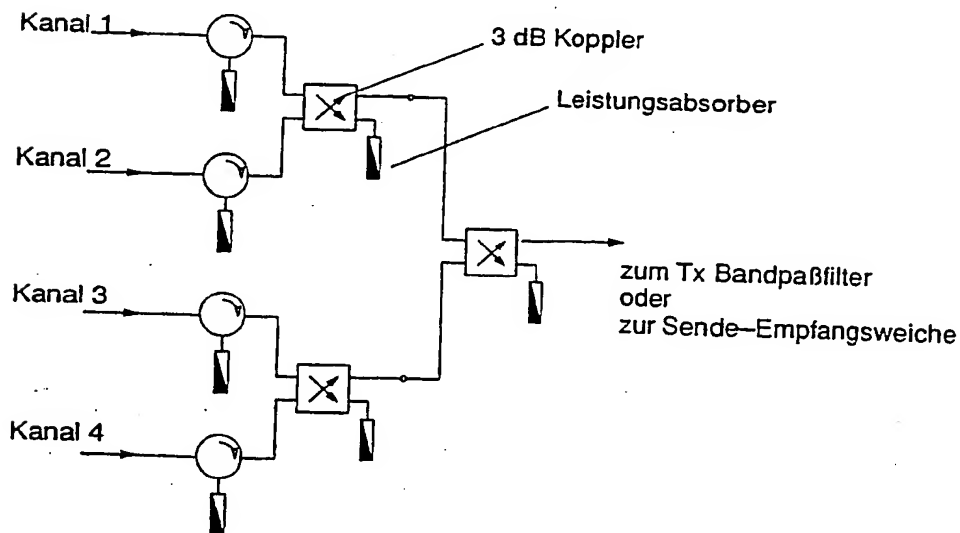 Kanal 1
3 dB Koppler
Leistungsabsorber
Kanal 2
zum Tx Bandpaßfilter
oder
zur Sende–Empfangsweiche
Kanal 3
Kanal 4